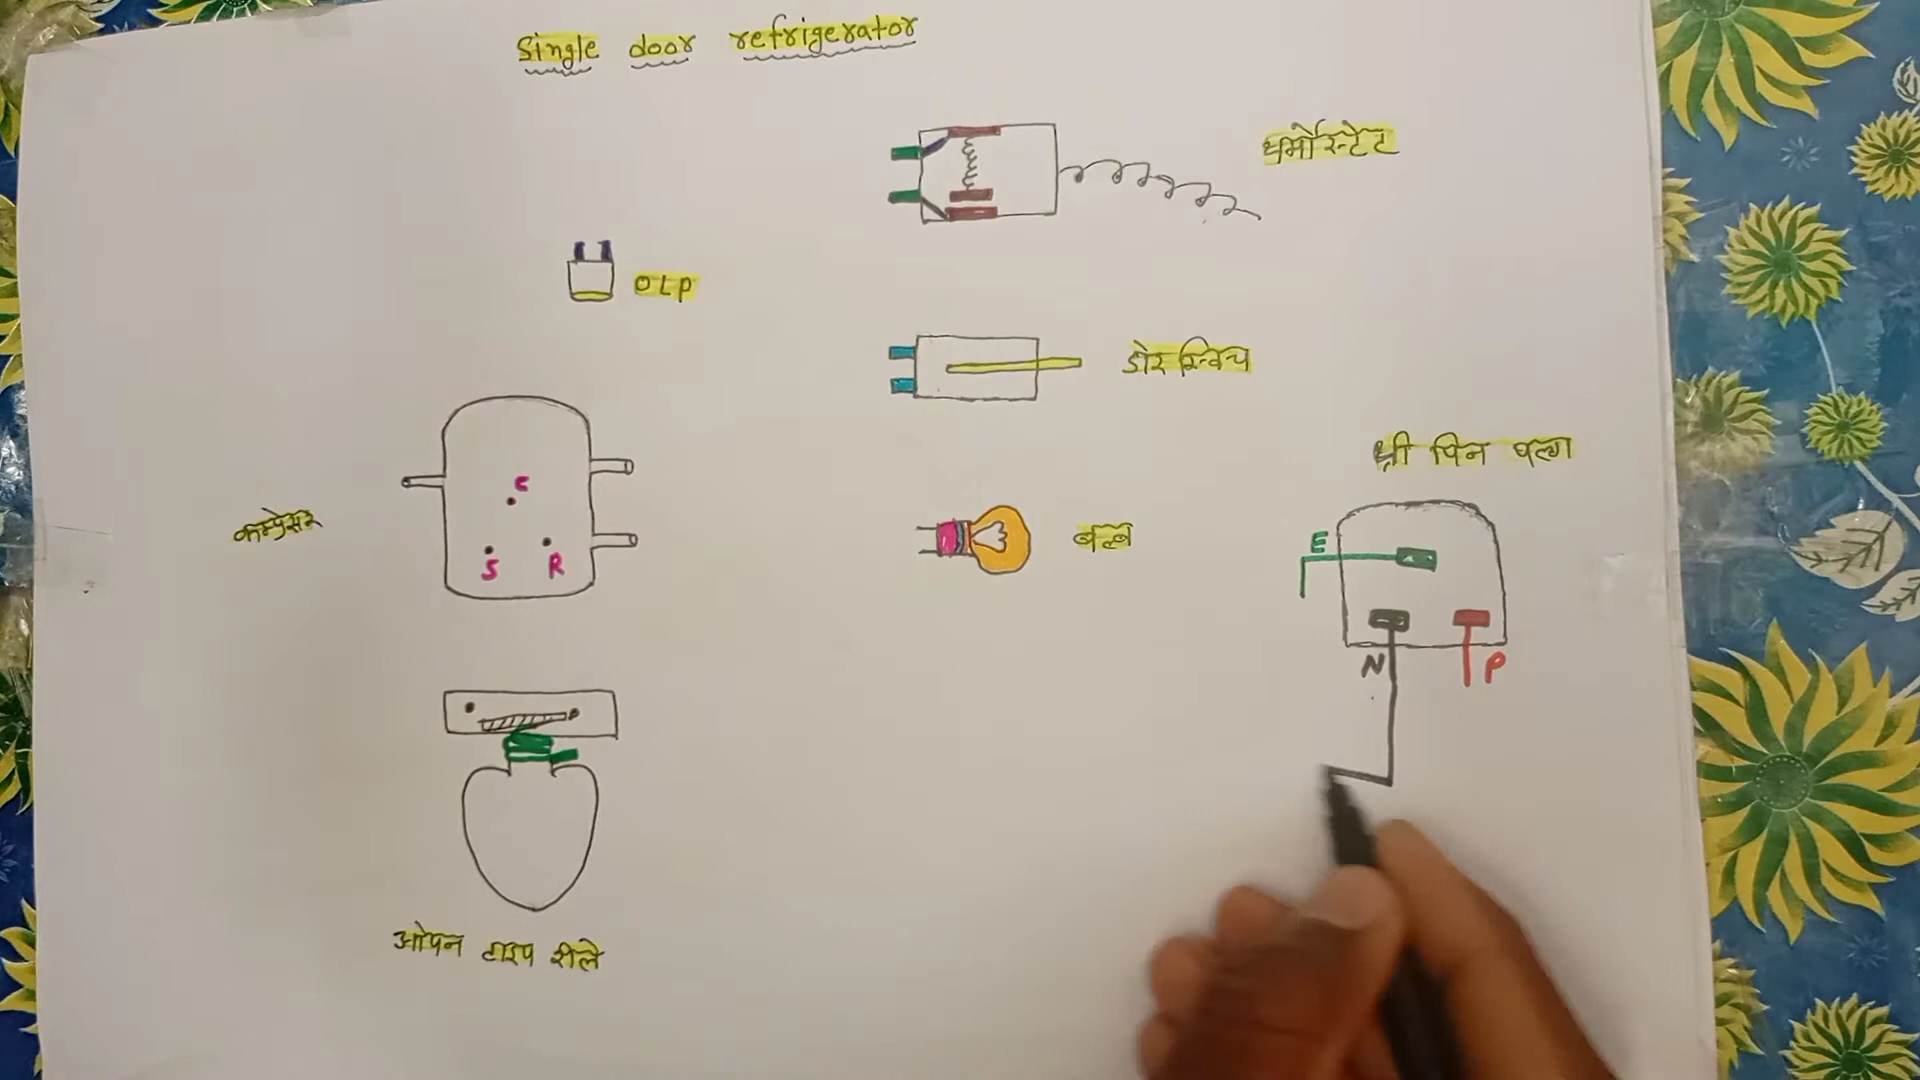 Single door refrigerator
थर्मोस्टेट
OLP
डोर स्विच
थ्री पिन प्लग
C
S R
कम्प्रेसर
बल्ब
E
N P
ओपन टाइप रीले